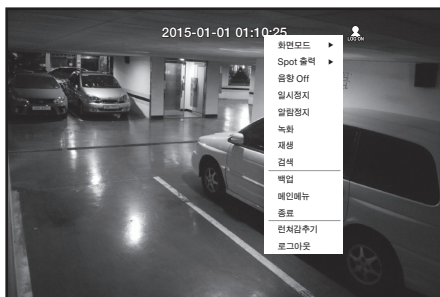 2015-01-01 01:10:25
LOG ON
화면모드 ▶
Spot 출력 ▶
음향 Off
일시정지
알람정지
녹화
재생
검색
백업
메인메뉴
종료
런쳐감추기
로그아웃